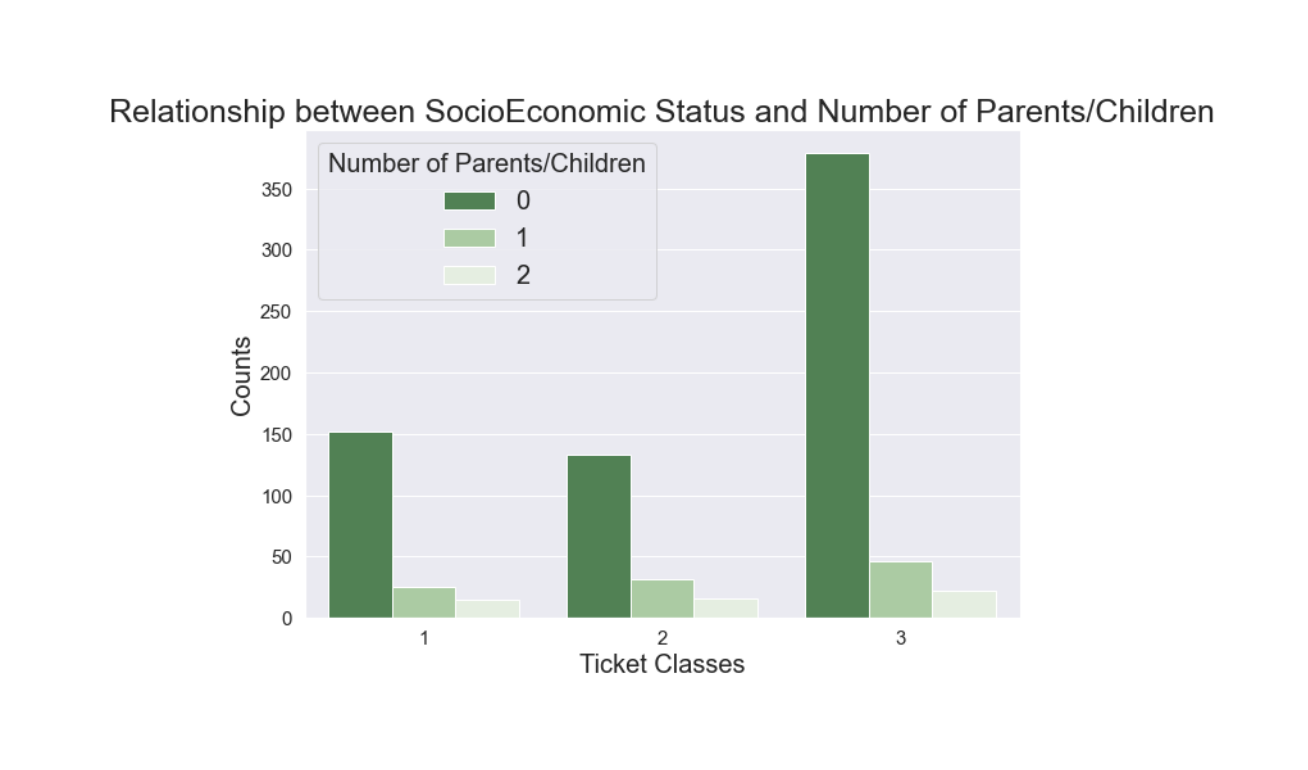 Relationship between SocioEconomic Status and Number of Parents/Children
Number of Parents/Children
0
1
2
350
300
250
200
150
100
50
0
Counts
1 2 3
Ticket Classes